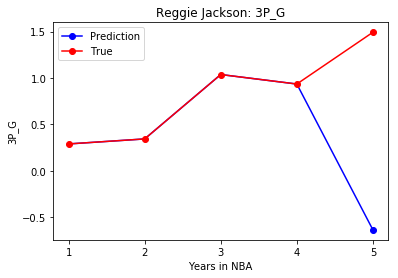 Reggie Jackson: 3P_G
Prediction
True
1.5
1.0
0.5
0.0
−0.5
3P_G
1 2 3 4 5
Years in NBA